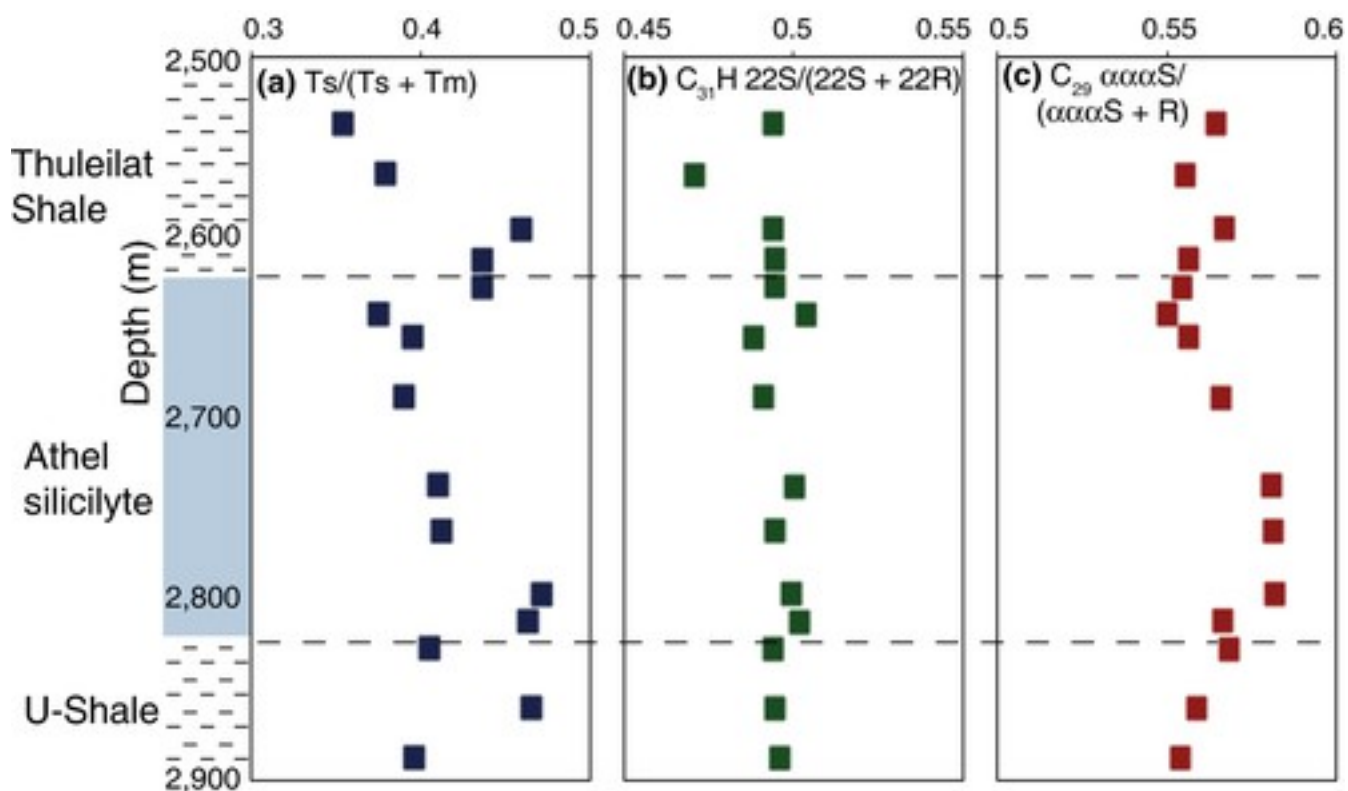 0.3 0.4 0.5 0.45 0.5 0.55 0.5 0.55 0.6
2,500
(a) Ts/(Ts + Tm)
(b) C₃₁H 22S/(22S + 22R)
(c) C₂₉ αααS/
(αααS + R)
Thuleilat
Shale
2,600
Depth (m)
2,700
Athel
silicilyte
2,800
U-Shale
2,900